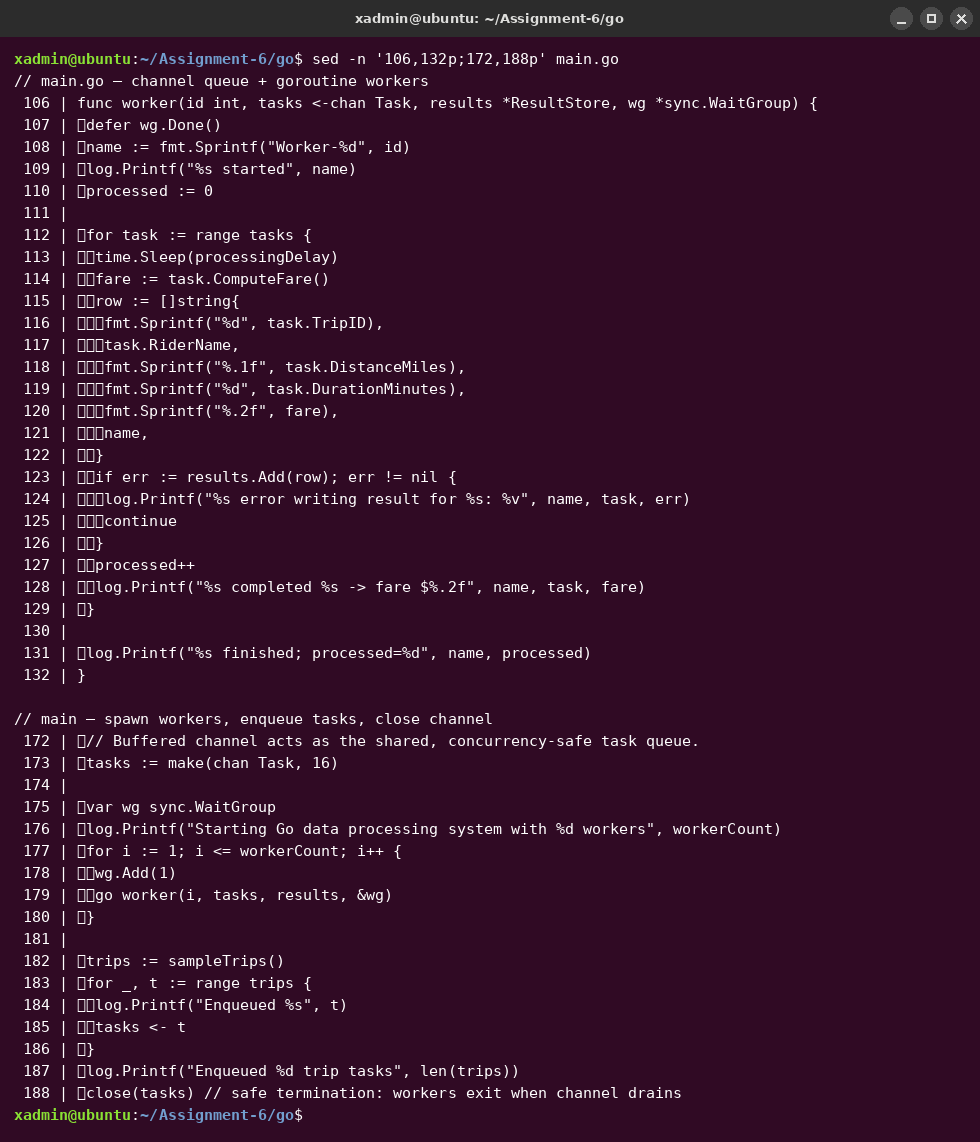 xadmin@ubuntu: ~/Assignment-6/go
xadmin@ubuntu:~/Assignment-6/go$ sed -n '106,132p;172,188p' main.go
// main.go — channel queue + goroutine workers
 106 | func worker(id int, tasks <-chan Task, results *ResultStore, wg *sync.WaitGroup) {
 107 | 	defer wg.Done()
 108 | 	name := fmt.Sprintf("Worker-%d", id)
 109 | 	log.Printf("%s started", name)
 110 | 	processed := 0
 111 |
 112 | 	for task := range tasks {
 113 | 		time.Sleep(processingDelay)
 114 | 		fare := task.ComputeFare()
 115 | 		row := []string{
 116 | 			fmt.Sprintf("%d", task.TripID),
 117 | 			task.RiderName,
 118 | 			fmt.Sprintf("%.1f", task.DistanceMiles),
 119 | 			fmt.Sprintf("%d", task.DurationMinutes),
 120 | 			fmt.Sprintf("%.2f", fare),
 121 | 			name,
 122 | 		}
 123 | 		if err := results.Add(row); err != nil {
 124 | 			log.Printf("%s error writing result for %s: %v", name, task, err)
 125 | 			continue
 126 | 		}
 127 | 		processed++
 128 | 		log.Printf("%s completed %s -> fare $%.2f", name, task, fare)
 129 | 	}
 130 |
 131 | 	log.Printf("%s finished; processed=%d", name, processed)
 132 | }

// main — spawn workers, enqueue tasks, close channel
 172 | 	// Buffered channel acts as the shared, concurrency-safe task queue.
 173 | 	tasks := make(chan Task, 16)
 174 |
 175 | 	var wg sync.WaitGroup
 176 | 	log.Printf("Starting Go data processing system with %d workers", workerCount)
 177 | 	for i := 1; i <= workerCount; i++ {
 178 | 		wg.Add(1)
 179 | 		go worker(i, tasks, results, &wg)
 180 | 	}
 181 |
 182 | 	trips := sampleTrips()
 183 | 	for _, t := range trips {
 184 | 		log.Printf("Enqueued %s", t)
 185 | 		tasks <- t
 186 | 	}
 187 | 	log.Printf("Enqueued %d trip tasks", len(trips))
 188 | 	close(tasks) // safe termination: workers exit when channel drains
xadmin@ubuntu:~/Assignment-6/go$